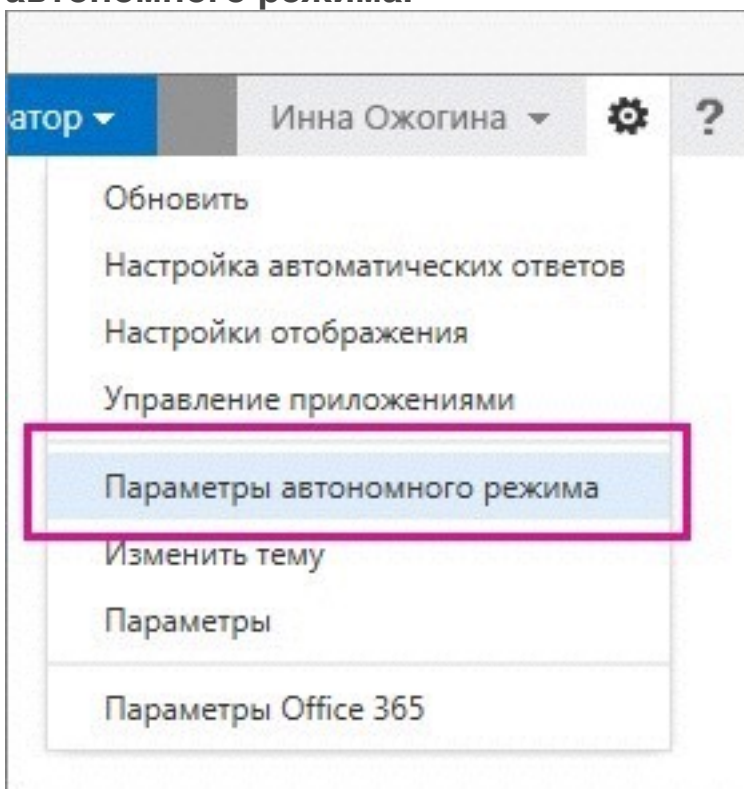 автономного режима.
атор
Инна Ожогина
?
Обновить
Настройка автоматических ответов
Настройки отображения
Управление приложениями
Параметры автономного режима
Изменить тему
Параметры
Параметры Office 365